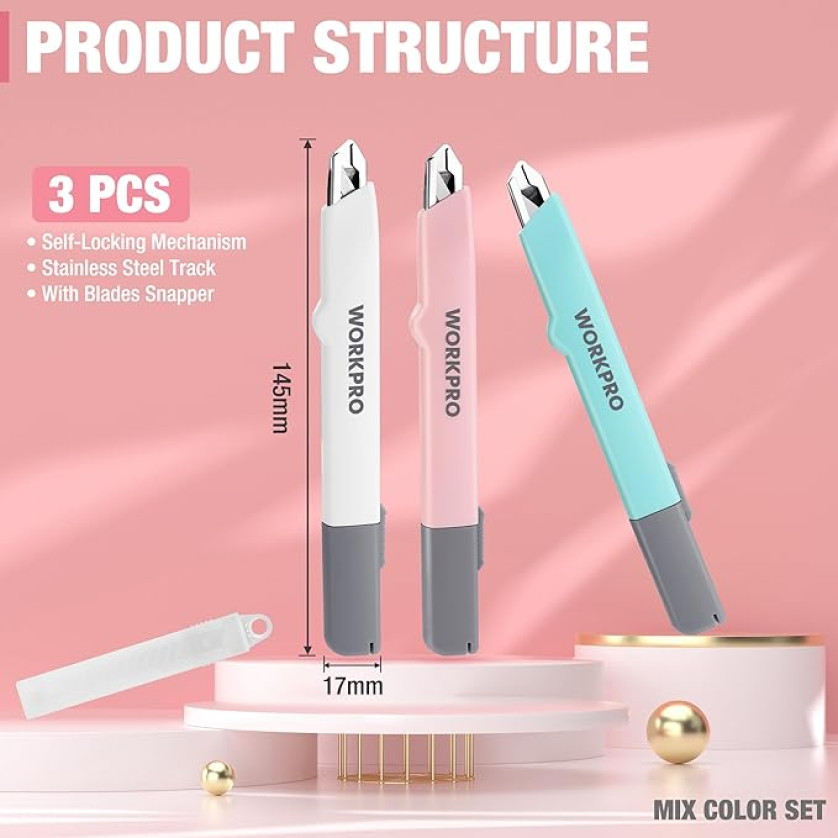 PRODUCT STRUCTURE
3 PCS
• Self-Locking Mechanism
• Stainless Steel Track
• With Blades Snapper
145mm
WORKPRO
WORKPRO
WORKPRO
17mm
MIX COLOR SET